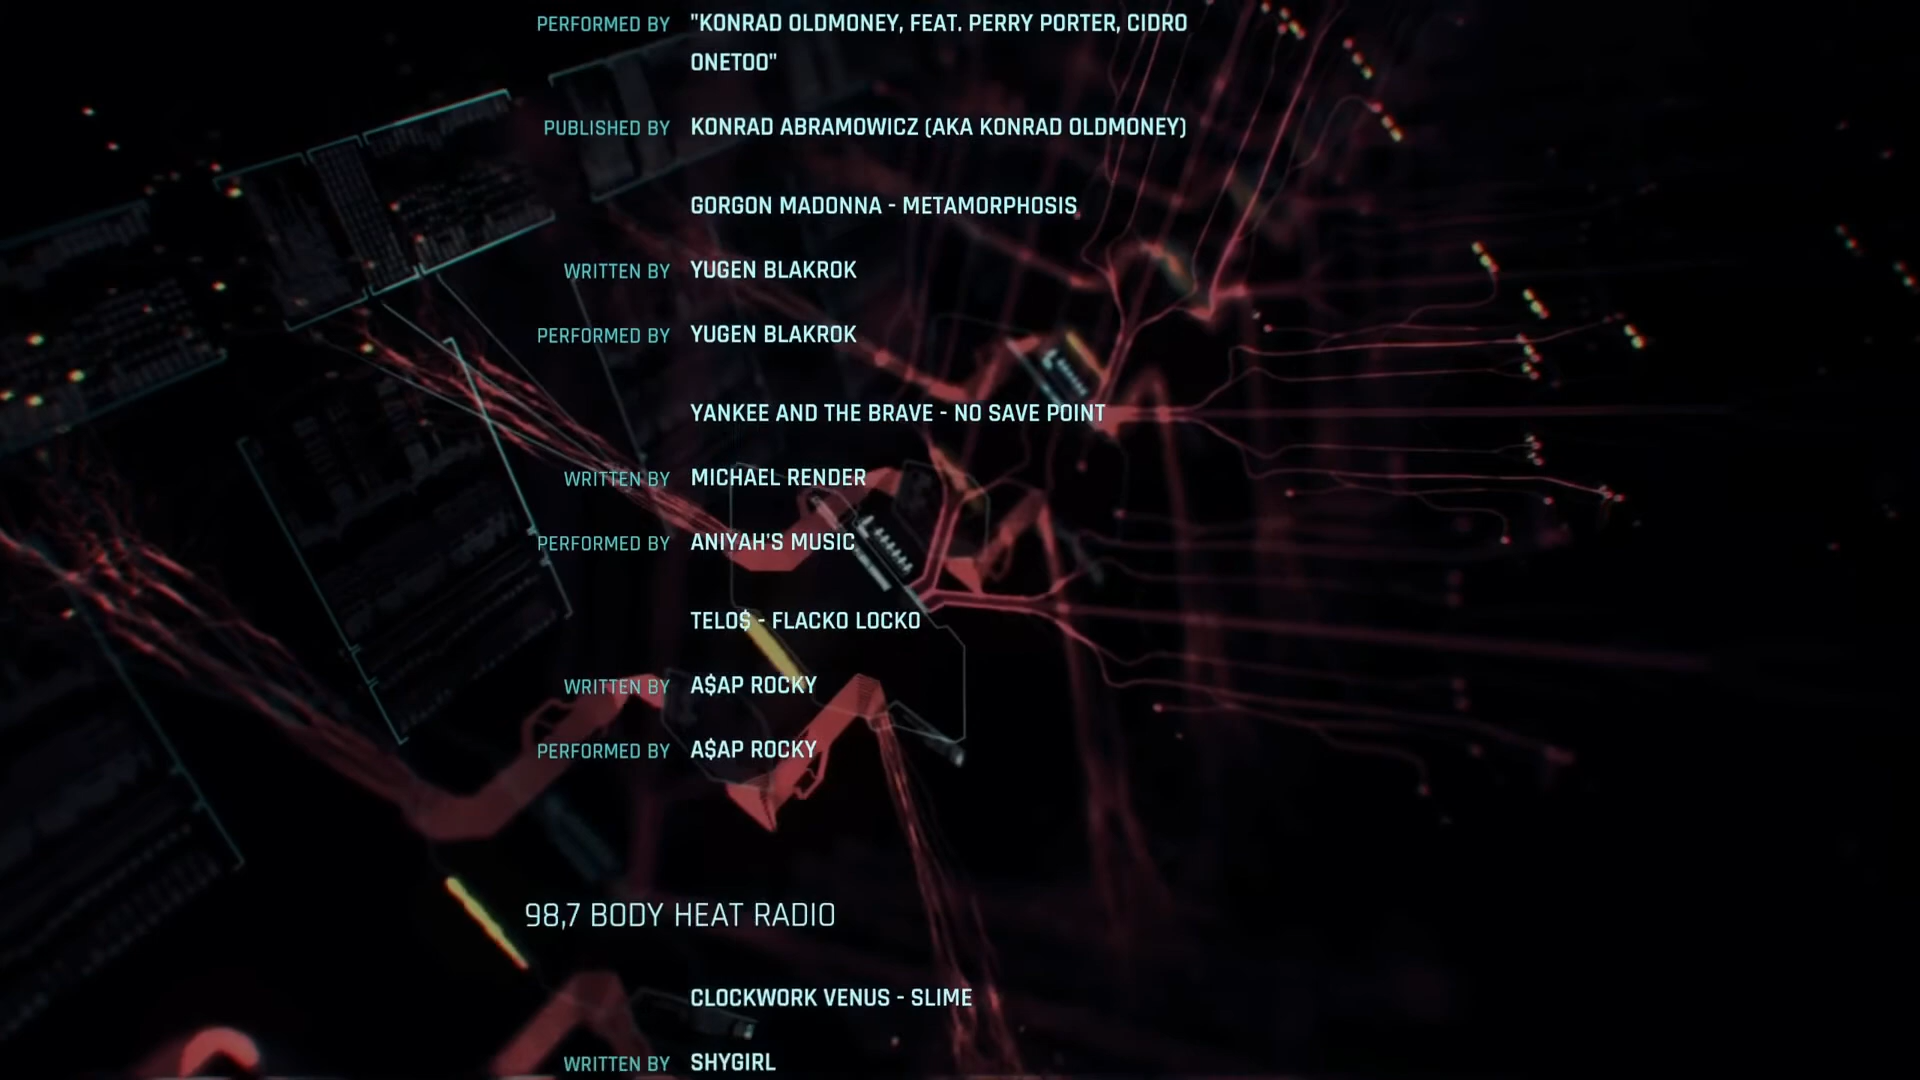 PERFORMED BY "KONRAD OLDMONEY, FEAT. PERRY PORTER, CIDRO
ONETOO"
PUBLISHED BY KONRAD ABRAMOWICZ (AKA KONRAD OLDMONEY)
GORGON MADONNA - METAMORPHOSIS
WRITTEN BY YUGEN BLAKROK
PERFORMED BY YUGEN BLAKROK
YANKEE AND THE BRAVE - NO SAVE POINT
WRITTEN BY MICHAEL RENDER
PERFORMED BY ANIYAH'S MUSIC
TELO$ - FLACKO LOCKO
WRITTEN BY A$AP ROCKY
PERFORMED BY A$AP ROCKY
98,7 BODY HEAT RADIO
CLOCKWORK VENUS - SLIME
WRITTEN BY SHYGIRL